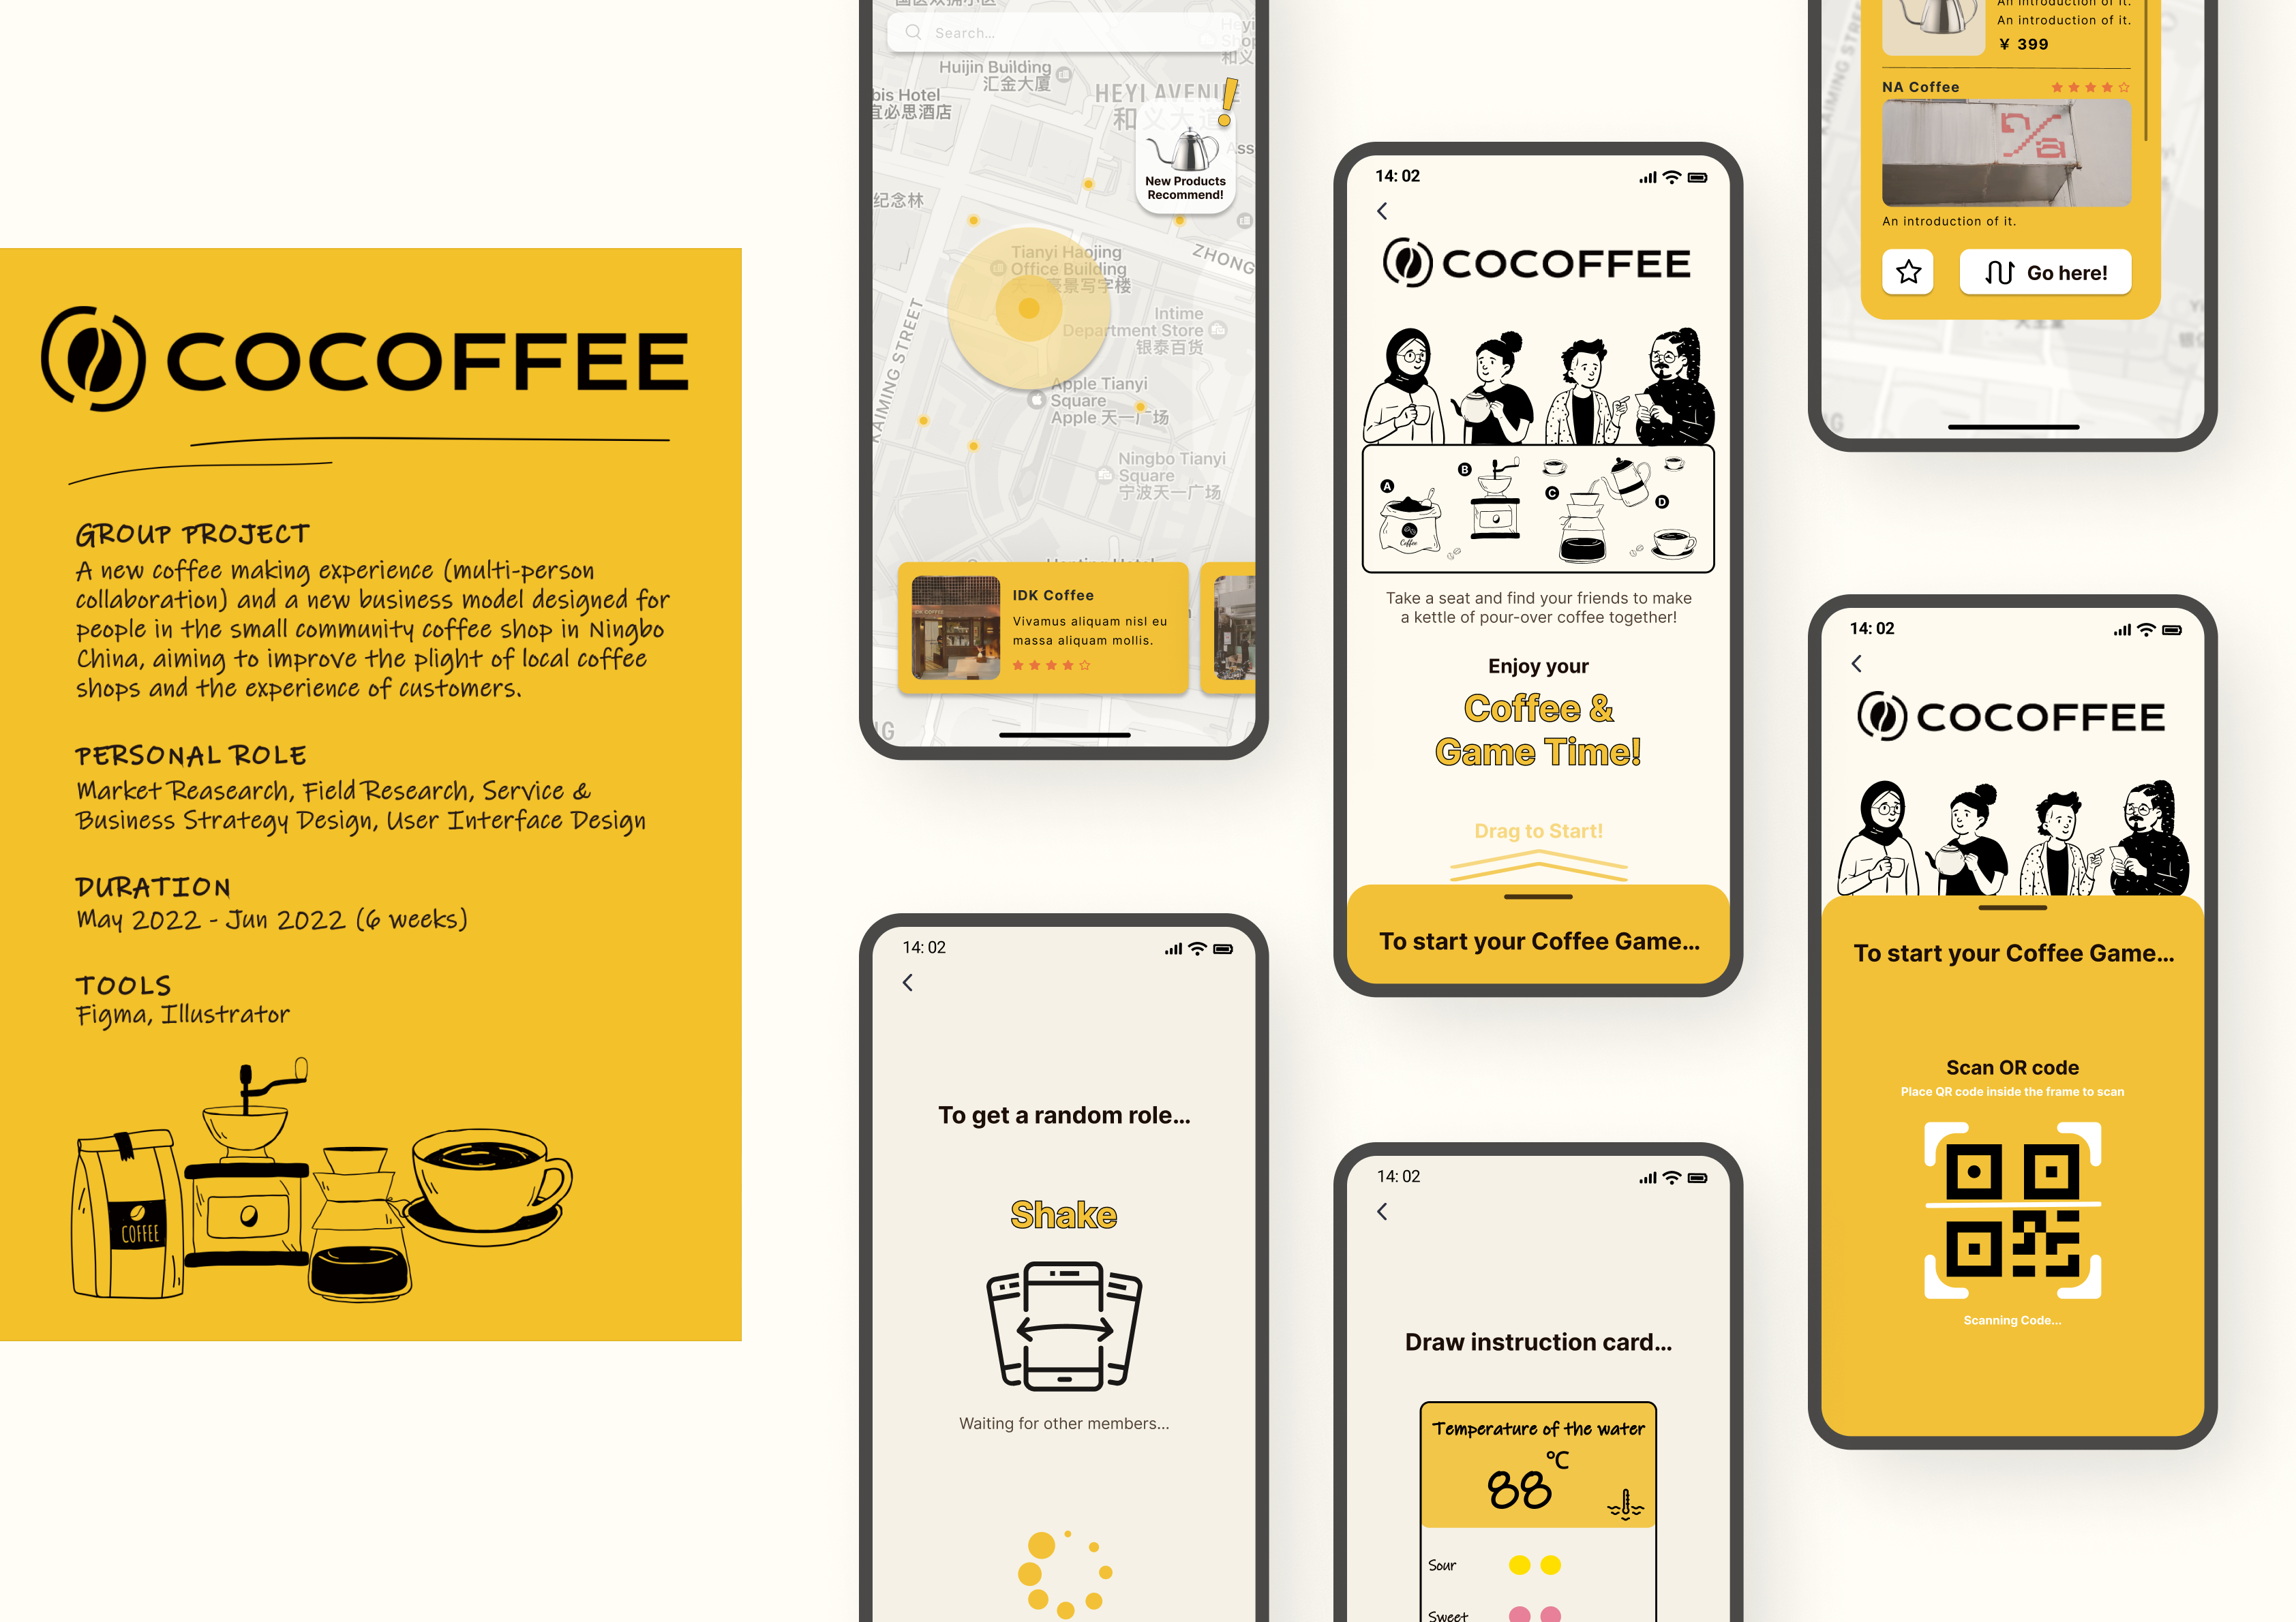 COCOFFEE
GROUP PROJECT
A new coffee making experience (multi-person
collaboration) and a new business model designed for
people in the small community coffee shop in Ningbo
China, aiming to improve the plight of local coffee
shops and the experience of customers.
PERSONAL ROLE
Market Reasearch, Field Research, Service &
Business Strategy Design, User Interface Design
DURATION
May 2022 - Jun 2022 (6 weeks)
TOOLS
Figma, Illustrator
COFFEE
Search...
Huijin Building
汇金大厦
bis Hotel
宜必思酒店
HEYI AVENUE
和义大道
New Products
Recommend!
纪念林
ZHONG
Tianyi Haojing
Office Building
天一豪景写字楼
Intime
Department Store
银泰百货
KAIMING STREET
Apple Tianyi
Square
Apple 天一广场
Ningbo Tianyi
Square
宁波天一广场
IDK Coffee
Vivamus aliquam nisl eu
massa aliquam mollis.
14: 02
To get a random role...
Shake
Waiting for other members...
14: 02
COCOFFEE
A
B
C
D
Coffee
Take a seat and find your friends to make
a kettle of pour-over coffee together!
Enjoy your
Coffee &
Game Time!
Drag to Start!
To start your Coffee Game...
14: 02
Draw instruction card...
Temperature of the water
88 °C
Sour
Sweet
An introduction of it.
An introduction of it.
¥ 399
NA Coffee
An introduction of it.
Go here!
14: 02
COCOFFEE
To start your Coffee Game...
Scan QR code
Place QR code inside the frame to scan
Scanning Code...